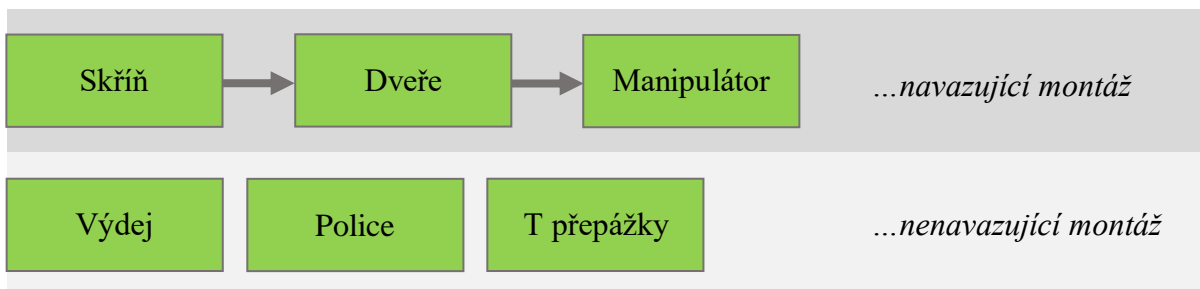 Skříň
Dveře
Manipulátor
...navazující montáž
Výdej
Police
T přepážky
...nenavazující montáž